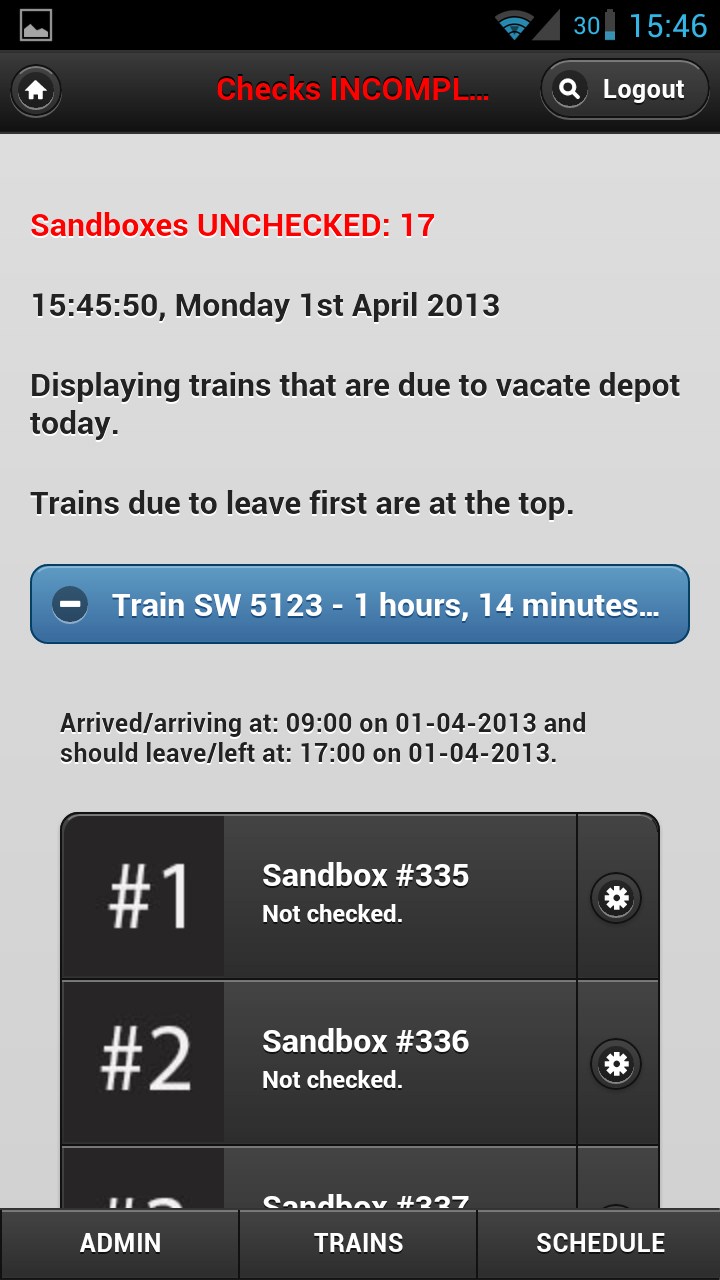 30 15:46
Checks INCOMPL...
Logout
Sandboxes UNCHECKED: 17
15:45:50, Monday 1st April 2013
Displaying trains that are due to vacate depot
today.
Trains due to leave first are at the top.
Train SW 5123 - 1 hours, 14 minutes...
Arrived/arriving at: 09:00 on 01-04-2013 and
should leave/left at: 17:00 on 01-04-2013.
#1
Sandbox #335
Not checked.
#2
Sandbox #336
Not checked.
Sandbox #337
ADMIN TRAINS SCHEDULE